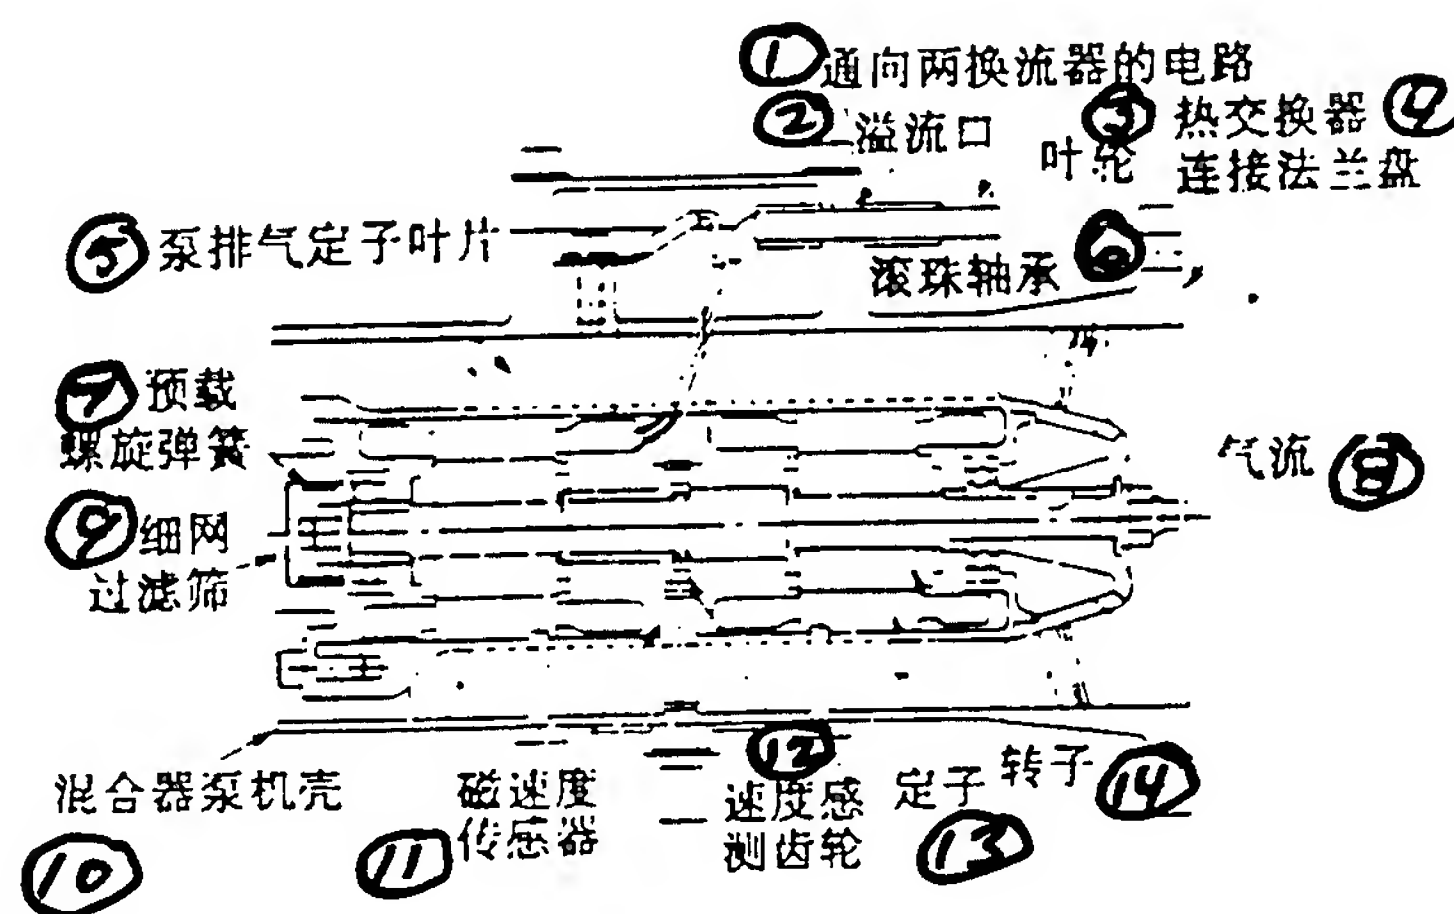 ① 通向两换流器的电路
② 溢流口
③ 叶轮
热交换器 ④
连接法兰盘
⑤ 泵排气定子叶片
滚珠轴承 ⑥
⑦ 预载
螺旋弹簧
气流 ⑧
⑨ 细网
过滤筛
混合器泵机壳
⑩
磁速度
传感器
⑪
⑫
速度感
测齿轮
定子
⑬
转子 ⑭